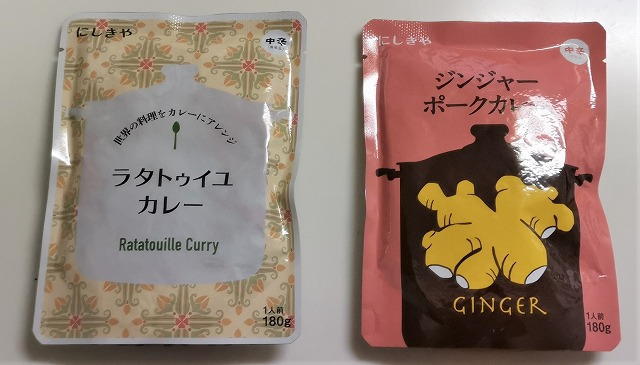 にしきや
中辛
世界の料理をカレーにアレンジ
ラタトゥイユ
カレー
Ratatouille Curry
1人前
180g
にしきや
中辛
ジンジャー
ポークカレー
GINGER
1人前
180g